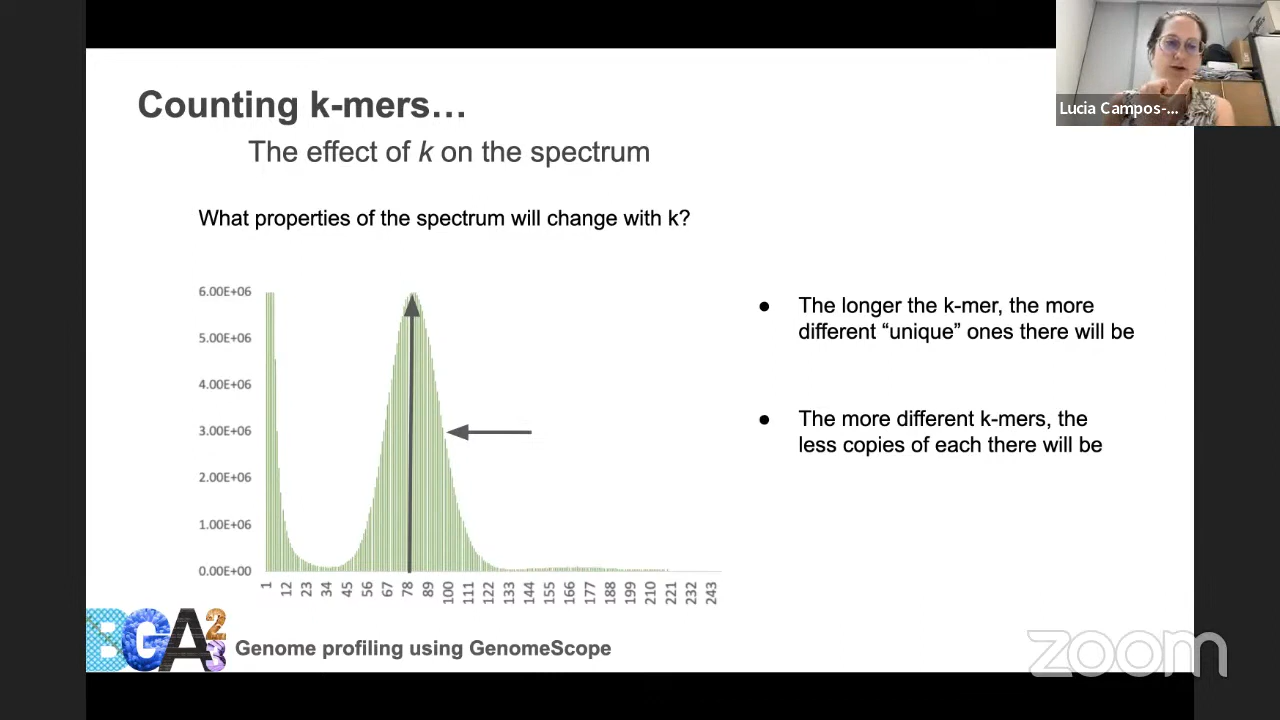 Counting k-mers…
The effect of k on the spectrum
What properties of the spectrum will change with k?
6.00E+06
5.00E+06
4.00E+06
3.00E+06
2.00E+06
1.00E+06
0.00E+00
1 12 23 34 45 56 67 78 89 100 111 122 133 144 155 166 177 188 199 210 221 232 243
● The longer the k-mer, the more
different “unique” ones there will be
● The more different k-mers, the
less copies of each there will be
Lucia Campos-...
BGA23
Genome profiling using GenomeScope
zoom